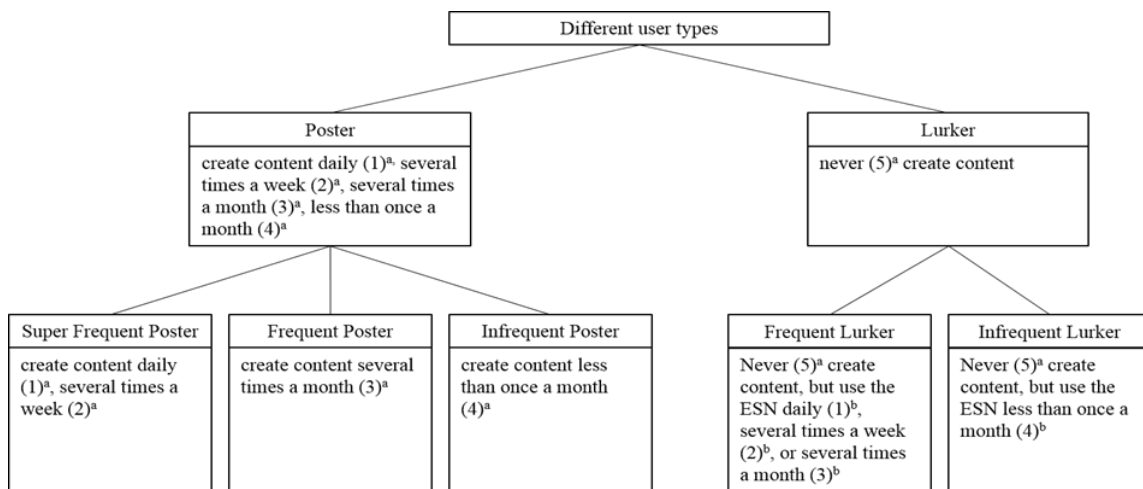 Different user types
Poster
create content daily (1)ᵃ, several
times a week (2)ᵃ, several times
a month (3)ᵃ, less than once a
month (4)ᵃ
Lurker
never (5)ᵃ create content
Super Frequent Poster
create content daily
(1)ᵃ, several times a
week (2)ᵃ
Frequent Poster
create content several
times a month (3)ᵃ
Infrequent Poster
create content less
than once a month
(4)ᵃ
Frequent Lurker
Never (5)ᵃ create
content, but use the
ESN daily (1)ᵇ,
several times a week
(2)ᵇ, or several times
a month (3)ᵇ
Infrequent Lurker
Never (5)ᵃ create
content, but use the
ESN less than once a
month (4)ᵇ